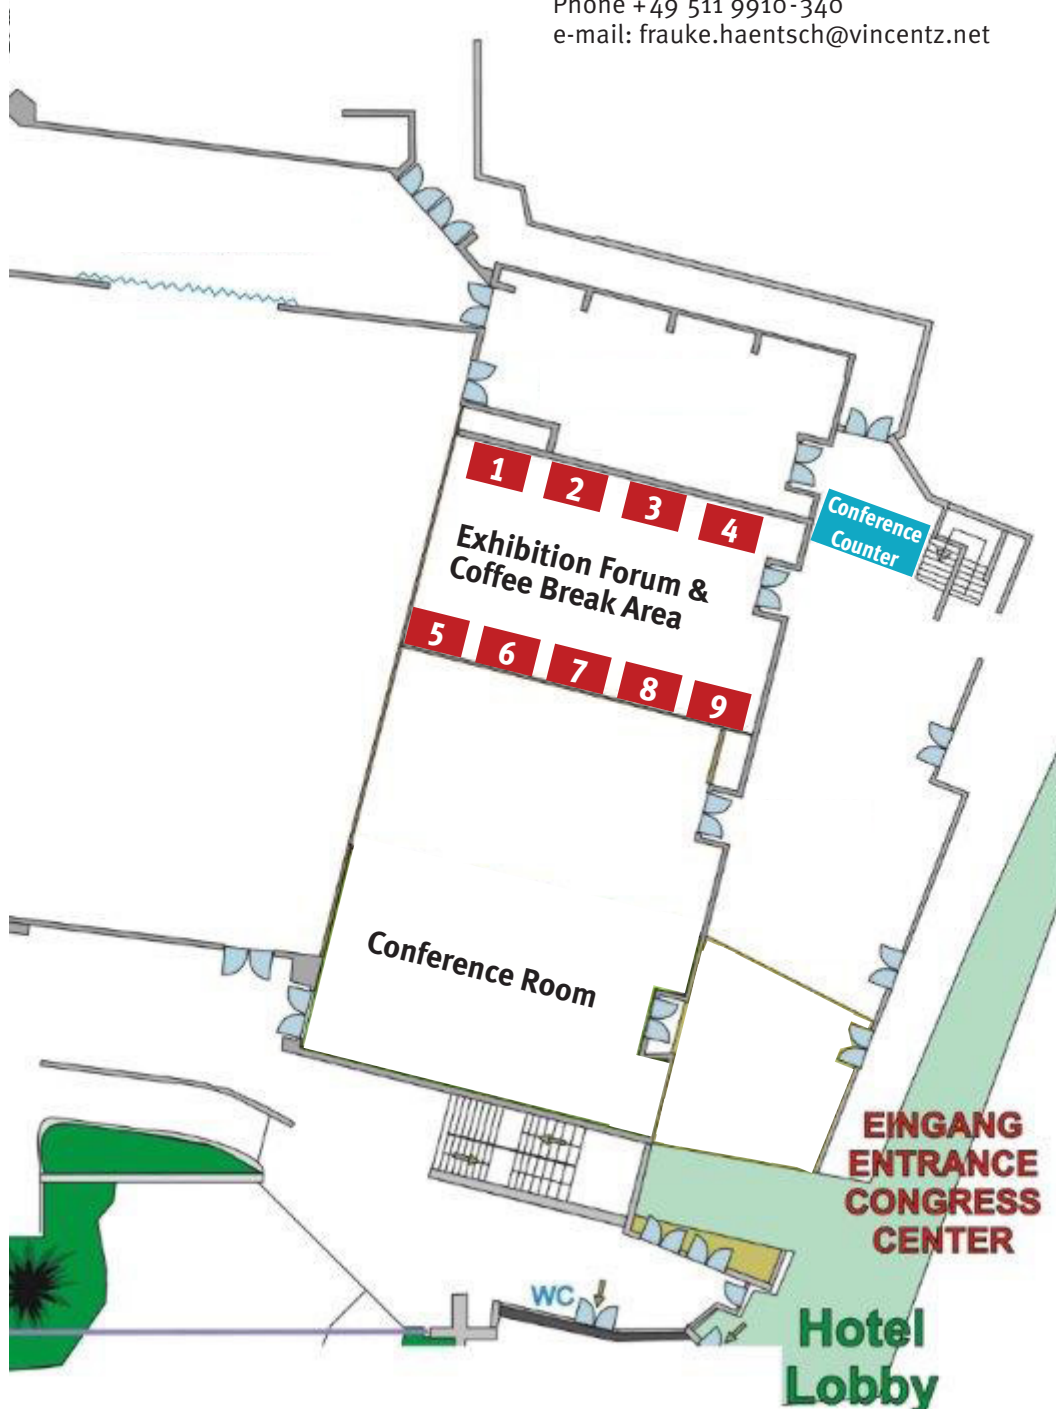 Phone +49 511 9910-340
e-mail: frauke.haentsch@vincentz.net
1
2
3
4
Conference
Counter
Exhibition Forum &
Coffee Break Area
5
6
7
8
9
Conference Room
EINGANG
ENTRANCE
CONGRESS
CENTER
WC
Hotel
Lobby